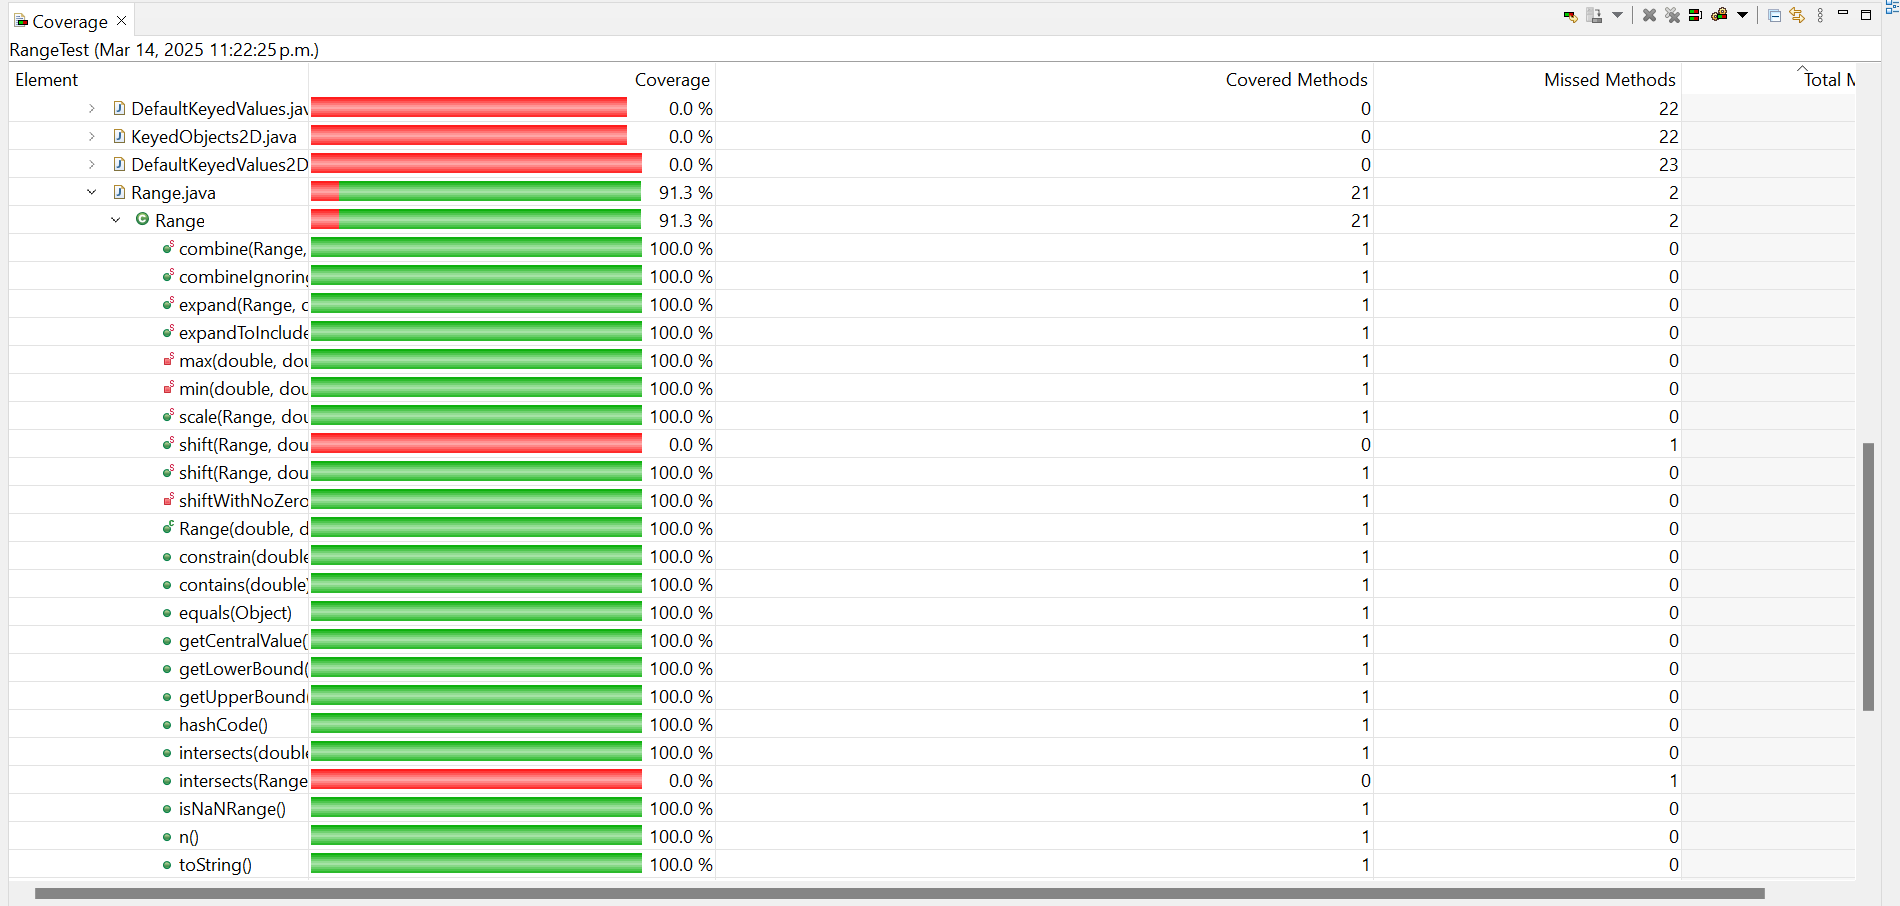 Coverage
RangeTest (Mar 14, 2025 11:22:25 p.m.)
Element Coverage Covered Methods Missed Methods Total M
DefaultKeyedValues.jav 0.0 % 0 22
KeyedObjects2D.java 0.0 % 0 22
DefaultKeyedValues2D 0.0 % 0 23
Range.java 91.3 % 21 2
Range 91.3 % 21 2
combine(Range, 100.0 % 1 0
combineIgnoring 100.0 % 1 0
expand(Range, d 100.0 % 1 0
expandToInclude 100.0 % 1 0
max(double, dou 100.0 % 1 0
min(double, dou 100.0 % 1 0
scale(Range, dou 100.0 % 1 0
shift(Range, dou 0.0 % 0 1
shift(Range, dou 100.0 % 1 0
shiftWithNoZero 100.0 % 1 0
Range(double, d 100.0 % 1 0
constrain(double 100.0 % 1 0
contains(double) 100.0 % 1 0
equals(Object) 100.0 % 1 0
getCentralValue( 100.0 % 1 0
getLowerBound( 100.0 % 1 0
getUpperBound( 100.0 % 1 0
hashCode() 100.0 % 1 0
intersects(double 100.0 % 1 0
intersects(Range 0.0 % 0 1
isNaNRange() 100.0 % 1 0
n() 100.0 % 1 0
toString() 100.0 % 1 0